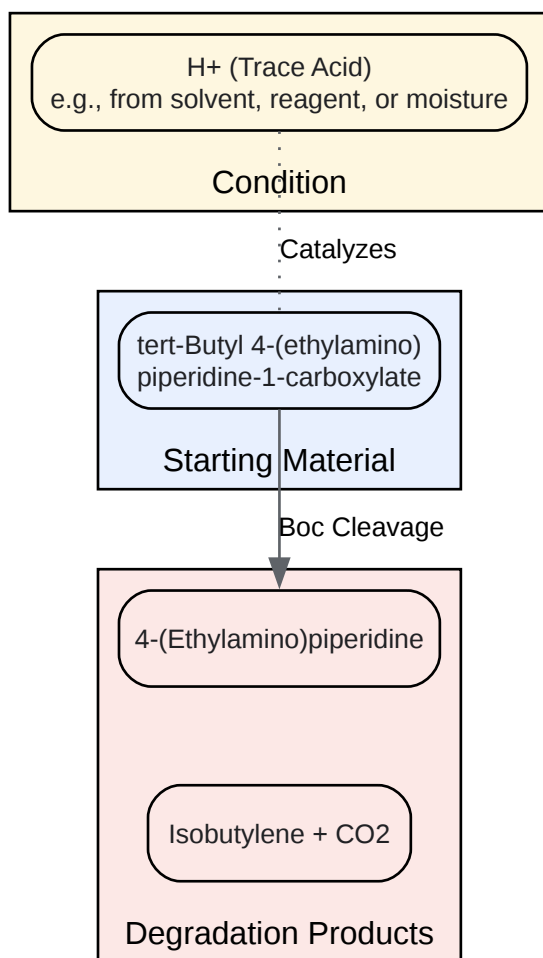 H+ (Trace Acid)
e.g., from solvent, reagent, or moisture
Condition
Catalyzes
tert-Butyl 4-(ethylamino)
piperidine-1-carboxylate
Starting Material
Boc Cleavage
4-(Ethylamino)piperidine
Isobutylene + CO2
Degradation Products